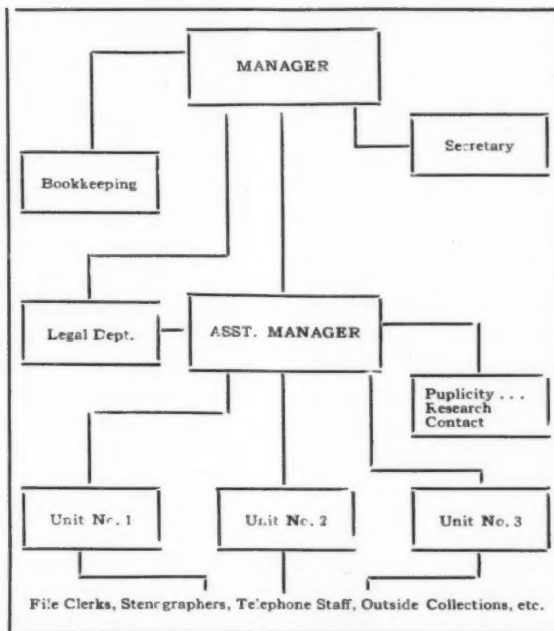 MANAGER
Secretary
Bookkeeping
Legal Dept.
ASST. MANAGER
Puplicity . . .
Research
Contact
Unit No. 1
Unit No. 2
Unit No. 3
File Clerks, Stenographers, Telephone Staff, Outside Collections, etc.